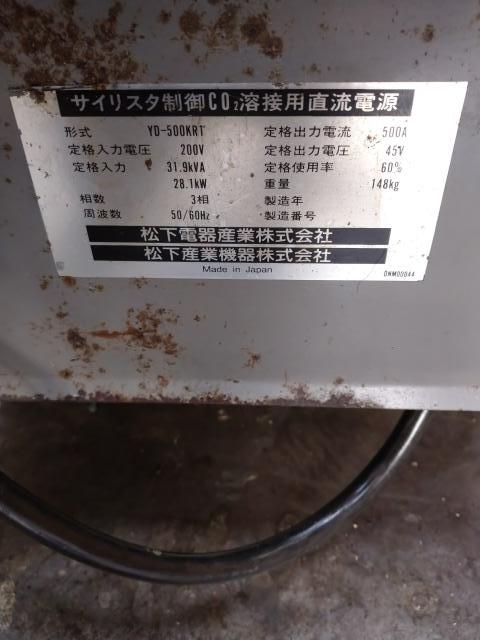 サイリスタ制御CO₂溶接用直流電源
形式 YD-500KRT 定格出力電流 500A
定格入力電圧 200V 定格出力電圧 45V
定格入力 31.9kVA 定格使用率 60%
28.1kW 重量 148kg
相数 3相 製造年
周波数 50/60Hz 製造番号
松下電器産業株式会社
松下産業機器株式会社
Made in Japan
DNM00044